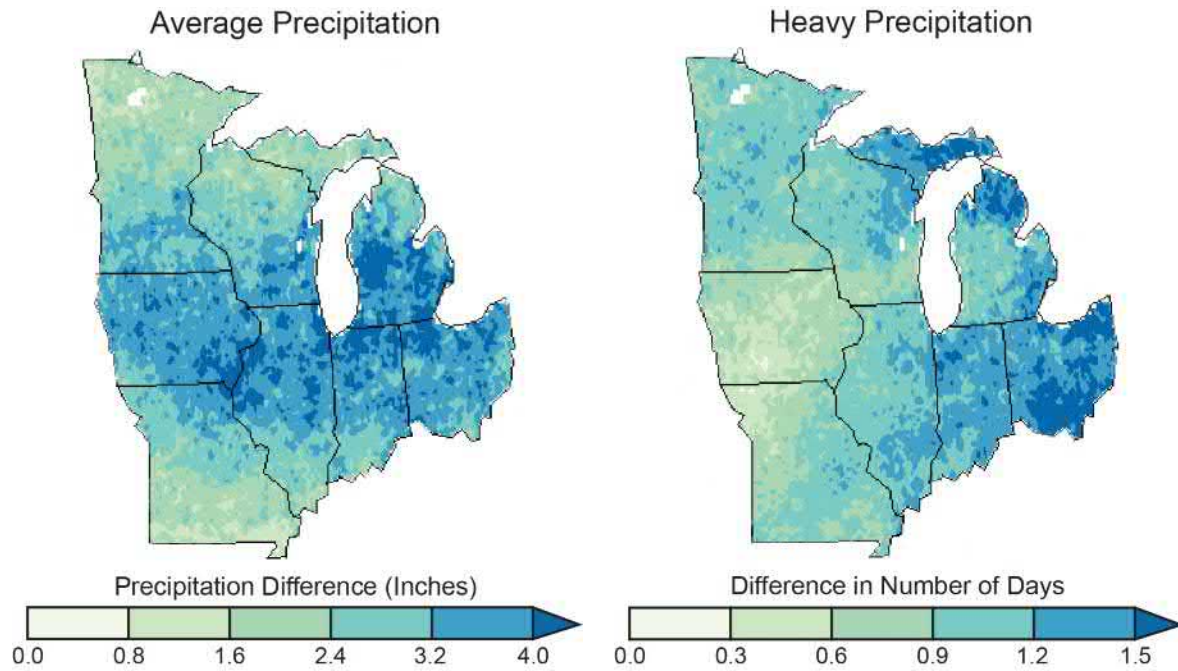 Average Precipitation
Heavy Precipitation
Precipitation Difference (Inches)
0.0 0.8 1.6 2.4 3.2 4.0
Difference in Number of Days
0.0 0.3 0.6 0.9 1.2 1.5